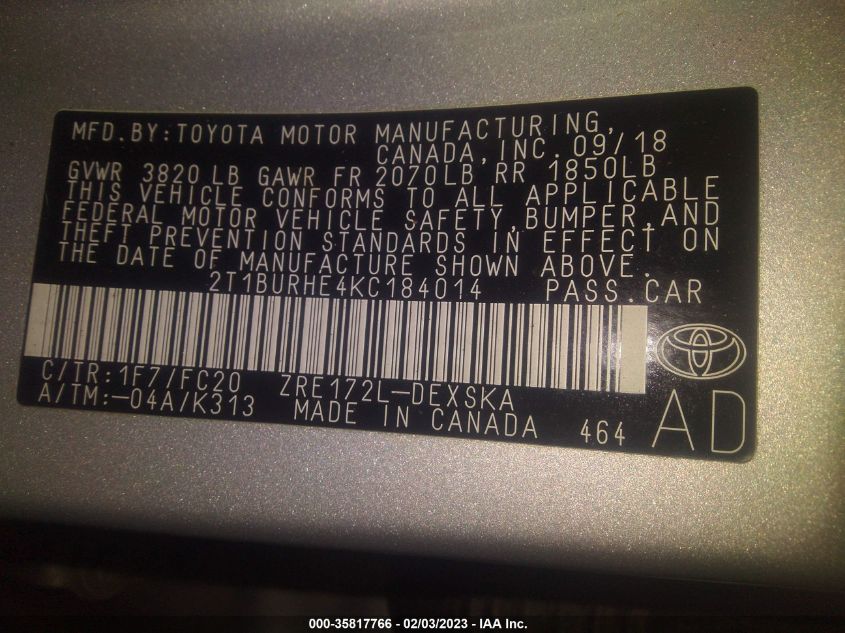 MFD.BY:TOYOTA MOTOR MANUFACTURING,
CANADA,INC. 09/18
GVWR 3820 LB GAWR FR 2070LB RR 1850LB
THIS VEHICLE CONFORMS TO ALL APPLICABLE
FEDERAL MOTOR VEHICLE SAFETY,BUMPER,AND
THEFT PREVENTION STANDARDS IN EFFECT ON
THE DATE OF MANUFACTURE SHOWN ABOVE.
2T1BURHE4KC184014 PASS.CAR
C/TR:1F7/FC20 ZRE172L-DEXSKA
A/TM:-04A/K313 MADE IN CANADA 464 AD
000-35817766 - 02/03/2023 - IAA Inc.